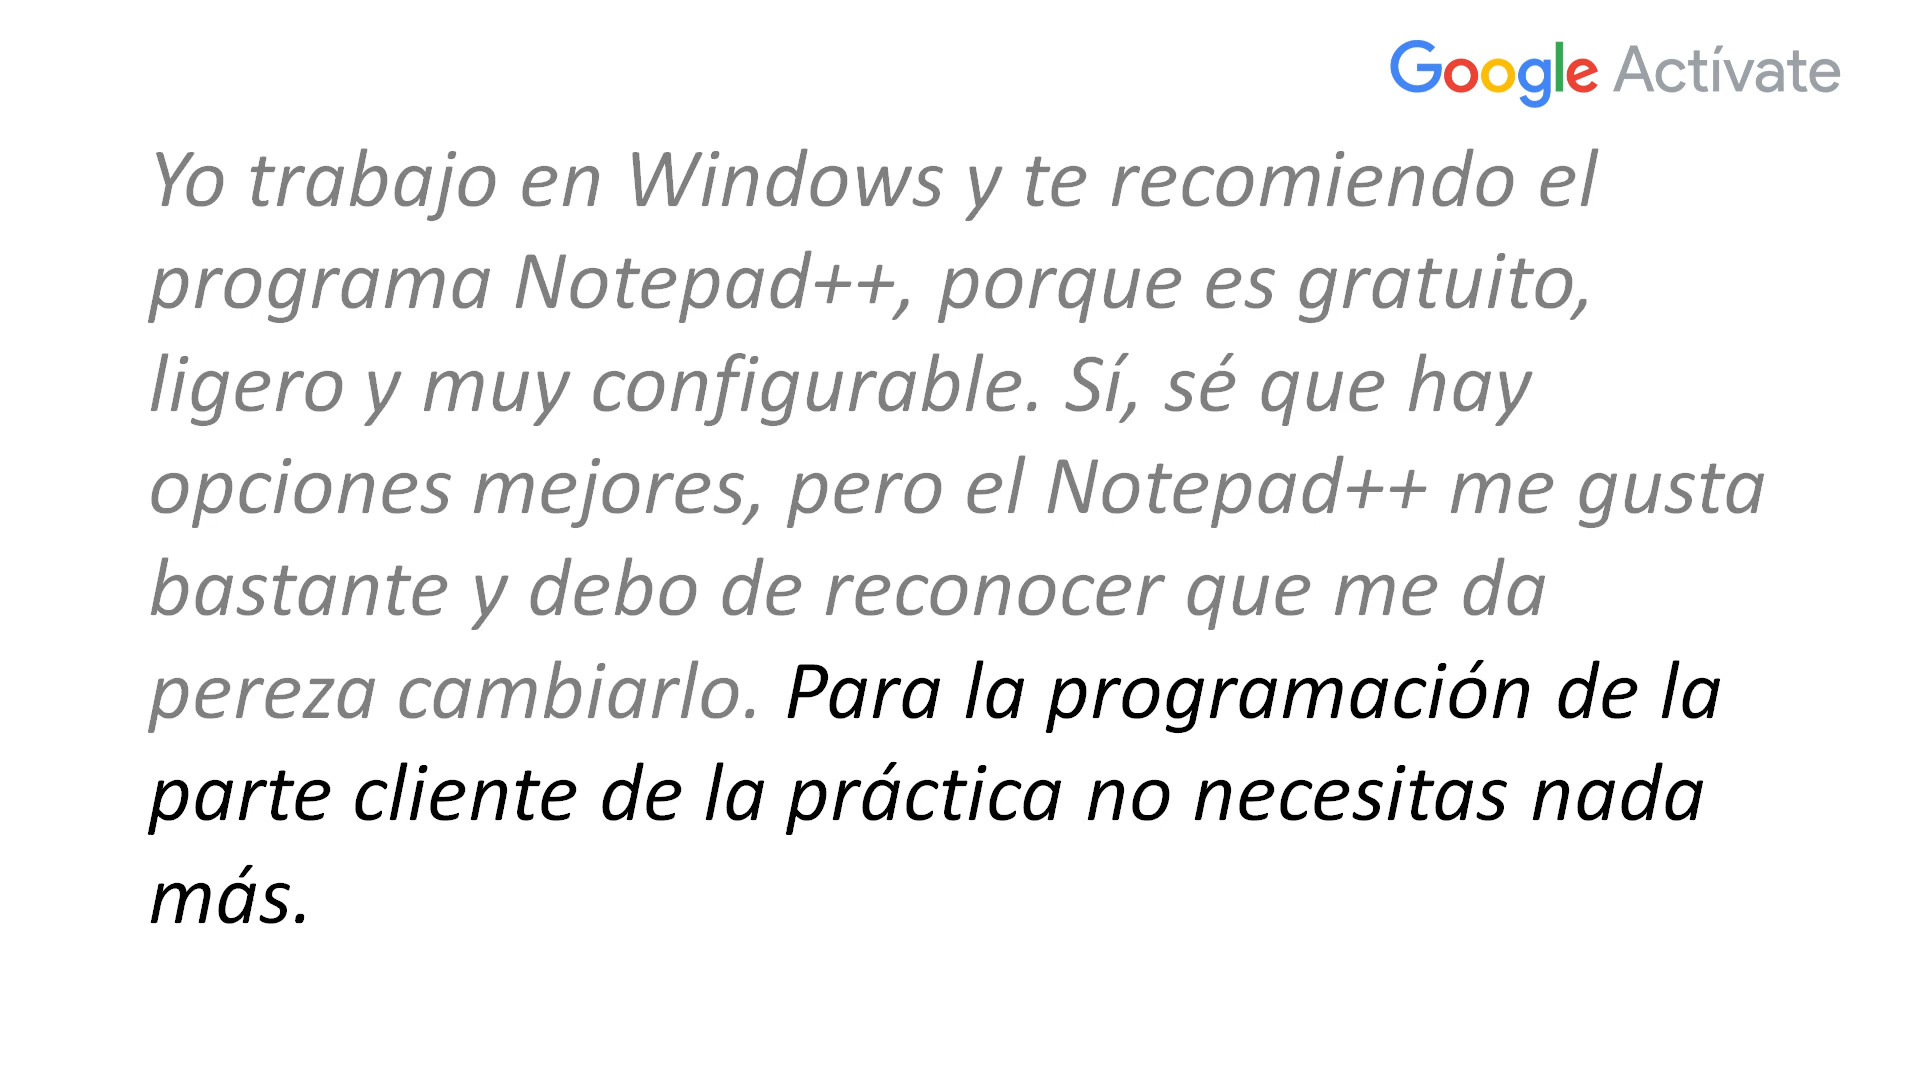 Google Actívate
Yo trabajo en Windows y te recomiendo el
programa Notepad++, porque es gratuito,
ligero y muy configurable. Sí, sé que hay
opciones mejores, pero el Notepad++ me gusta
bastante y debo de reconocer que me da
pereza cambiarlo. Para la programación de la
parte cliente de la práctica no necesitas nada
más.